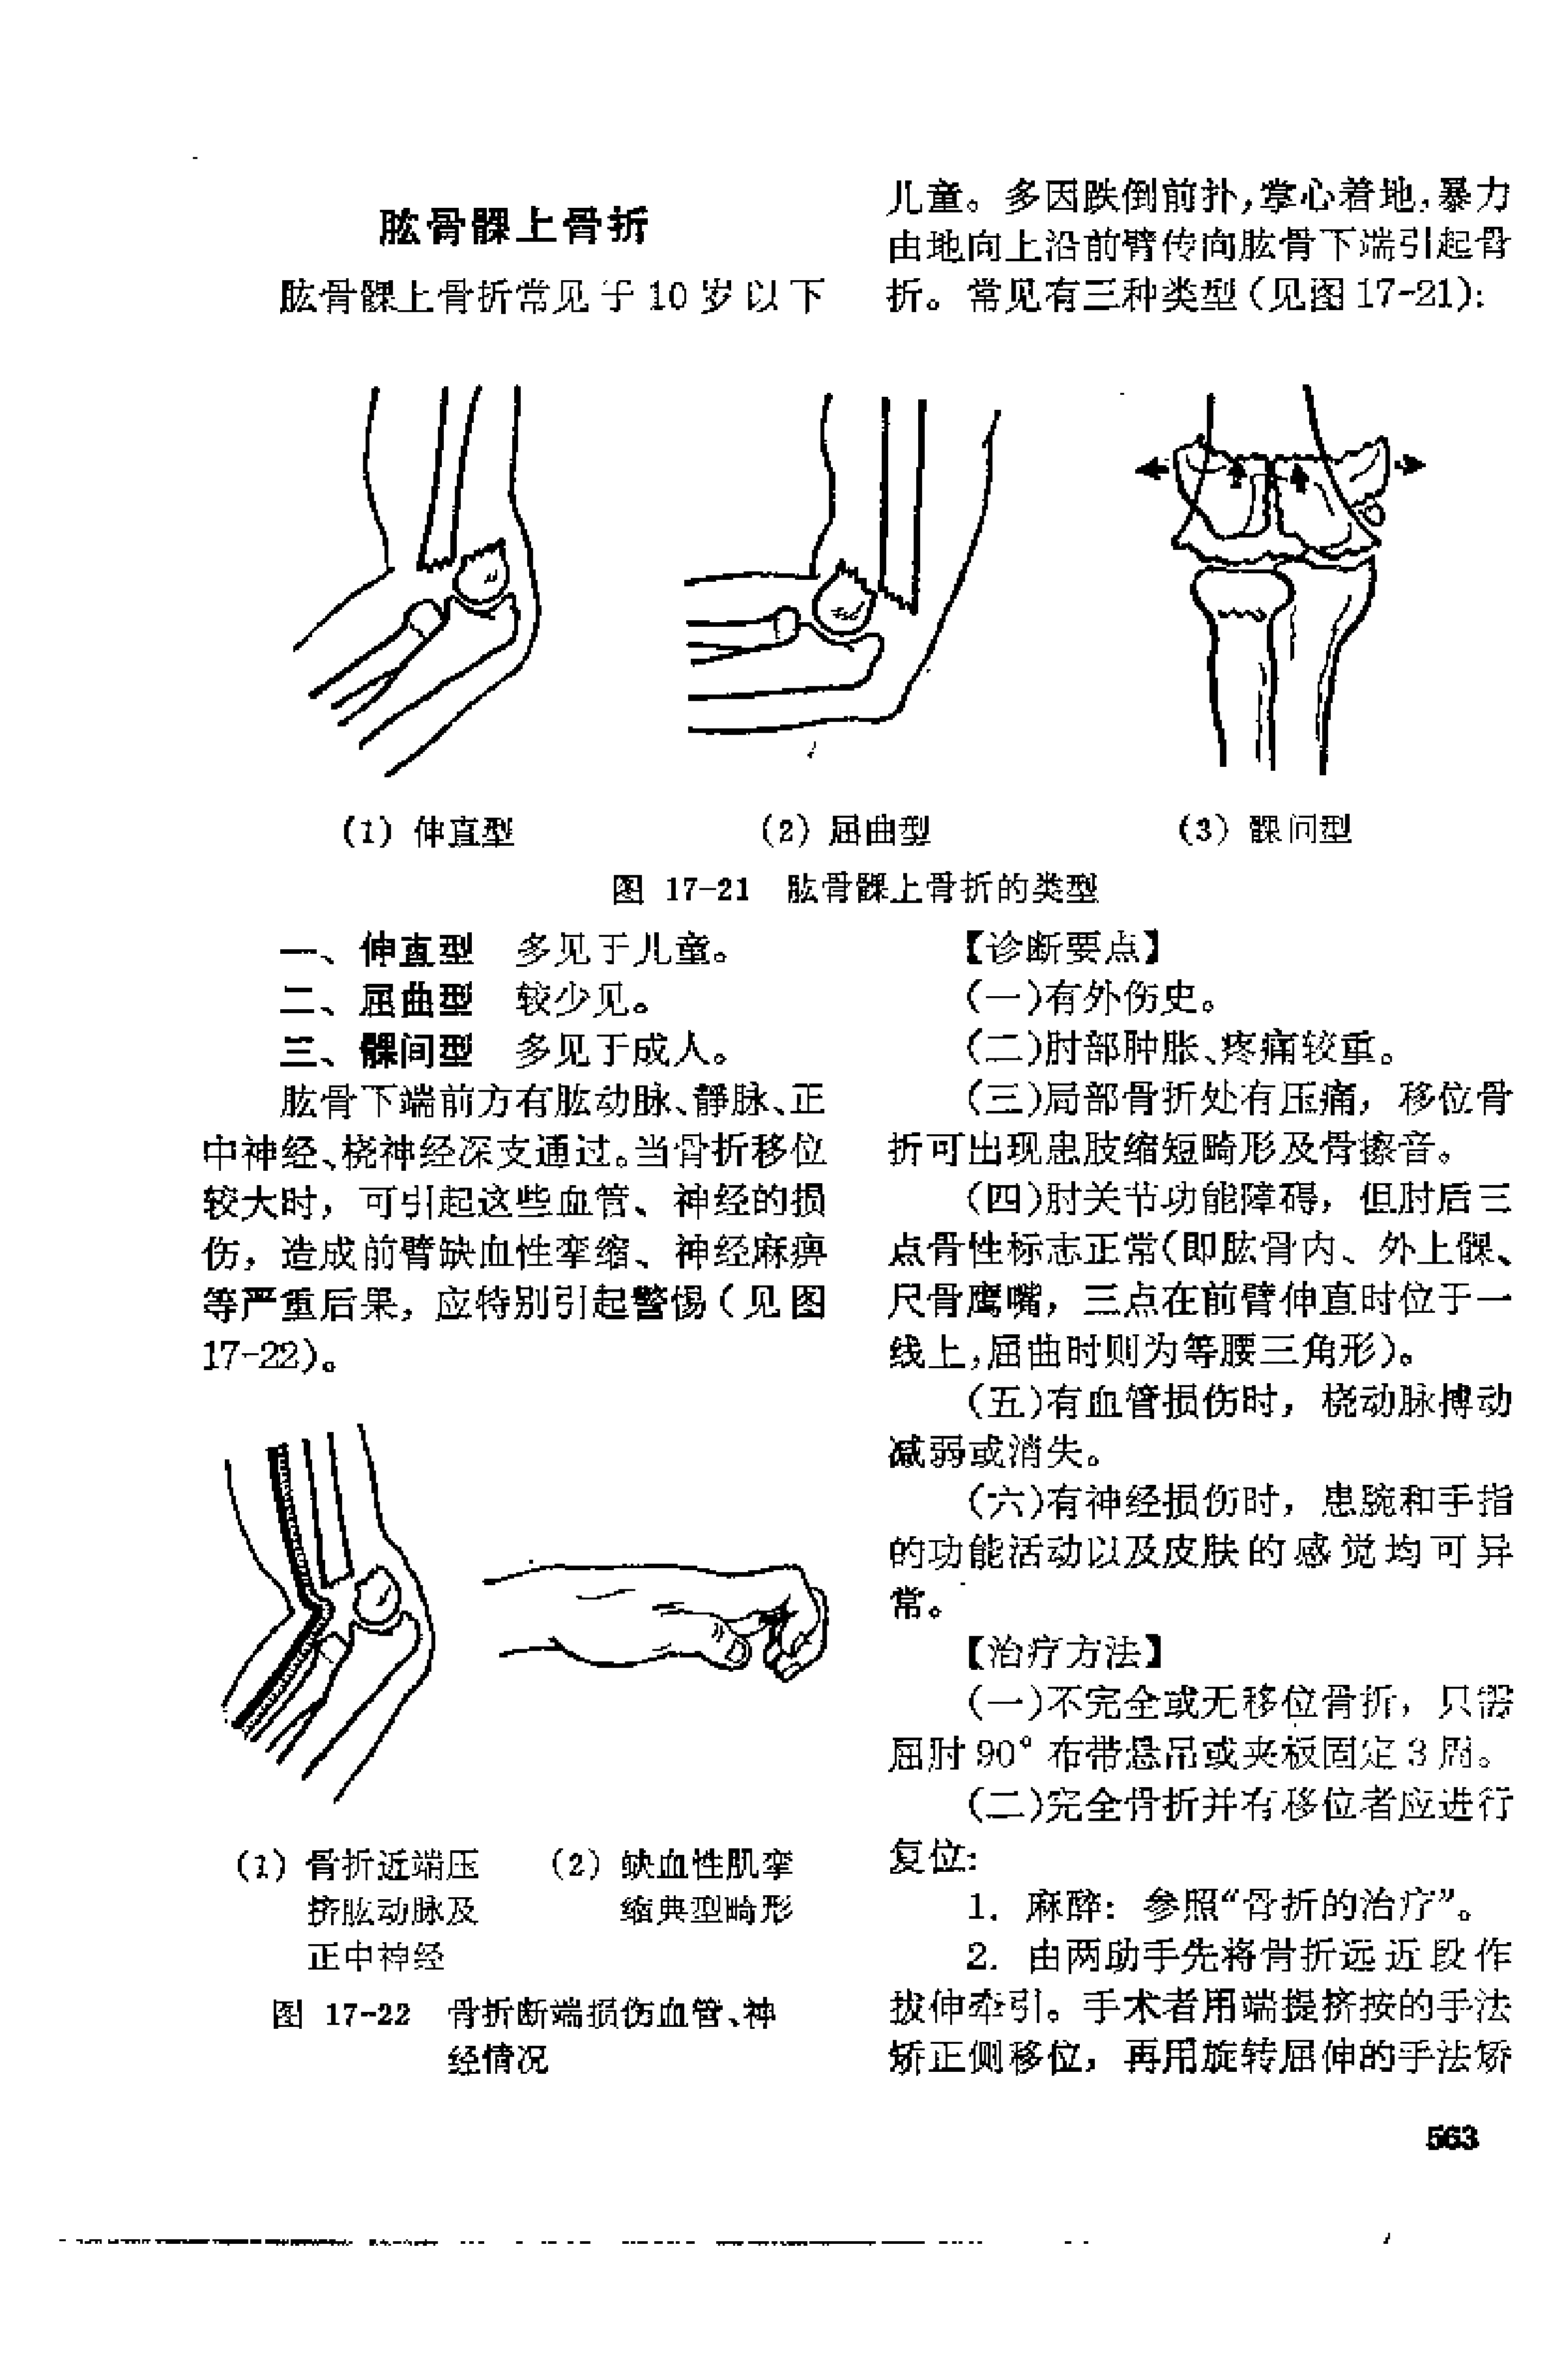 肱骨髁上骨折
肱骨髁上骨折常见于10岁以下
儿童。多因跌倒前扑,掌心着地,暴力
由地向上沿前臂传向肱骨下端引起骨
折。常见有三种类型(见图17-21):
(1) 伸直型
(2) 屈曲型
(3) 髁间型
图 17-21 肱骨髁上骨折的类型
一、伸直型 多见于儿童。
二、屈曲型 较少见。
三、髁间型 多见于成人。
肱骨下端前方有肱动脉、静脉、正
中神经、桡神经深支通过。当骨折移位
较大时，可引起这些血管、神经的损
伤，造成前臂缺血性挛缩、神经麻痹
等严重后果，应特别引起警惕(见图
17-22)。
(1) 骨折近端压
挤肱动脉及
正中神经
(2) 缺血性肌挛
缩典型畸形
图 17-22 骨折断端损伤血管、神
经情况
【诊断要点】
(一)有外伤史。
(二)肘部肿胀、疼痛较重。
(三)局部骨折处有压痛，移位骨
折可出现患肢缩短畸形及骨擦音。
(四)肘关节功能障碍，但肘后三
点骨性标志正常(即肱骨内、外上髁、
尺骨鹰嘴，三点在前臂伸直时位于一
线上,屈曲时则为等腰三角形)。
(五)有血管损伤时，桡动脉搏动
减弱或消失。
(六)有神经损伤时，患腕和手指
的功能活动以及皮肤的感觉均可异
常。
【治疗方法】
(一)不完全或无移位骨折，只需
屈肘90°布带悬吊或夹板固定3周。
(二)完全骨折并有移位者应进行
复位:
1. 麻醉: 参照“骨折的治疗”。
2. 由两助手先将骨折远近段作
拔伸牵引。手术者用端提挤按的手法
矫正侧移位，再用旋转屈伸的手法矫
563